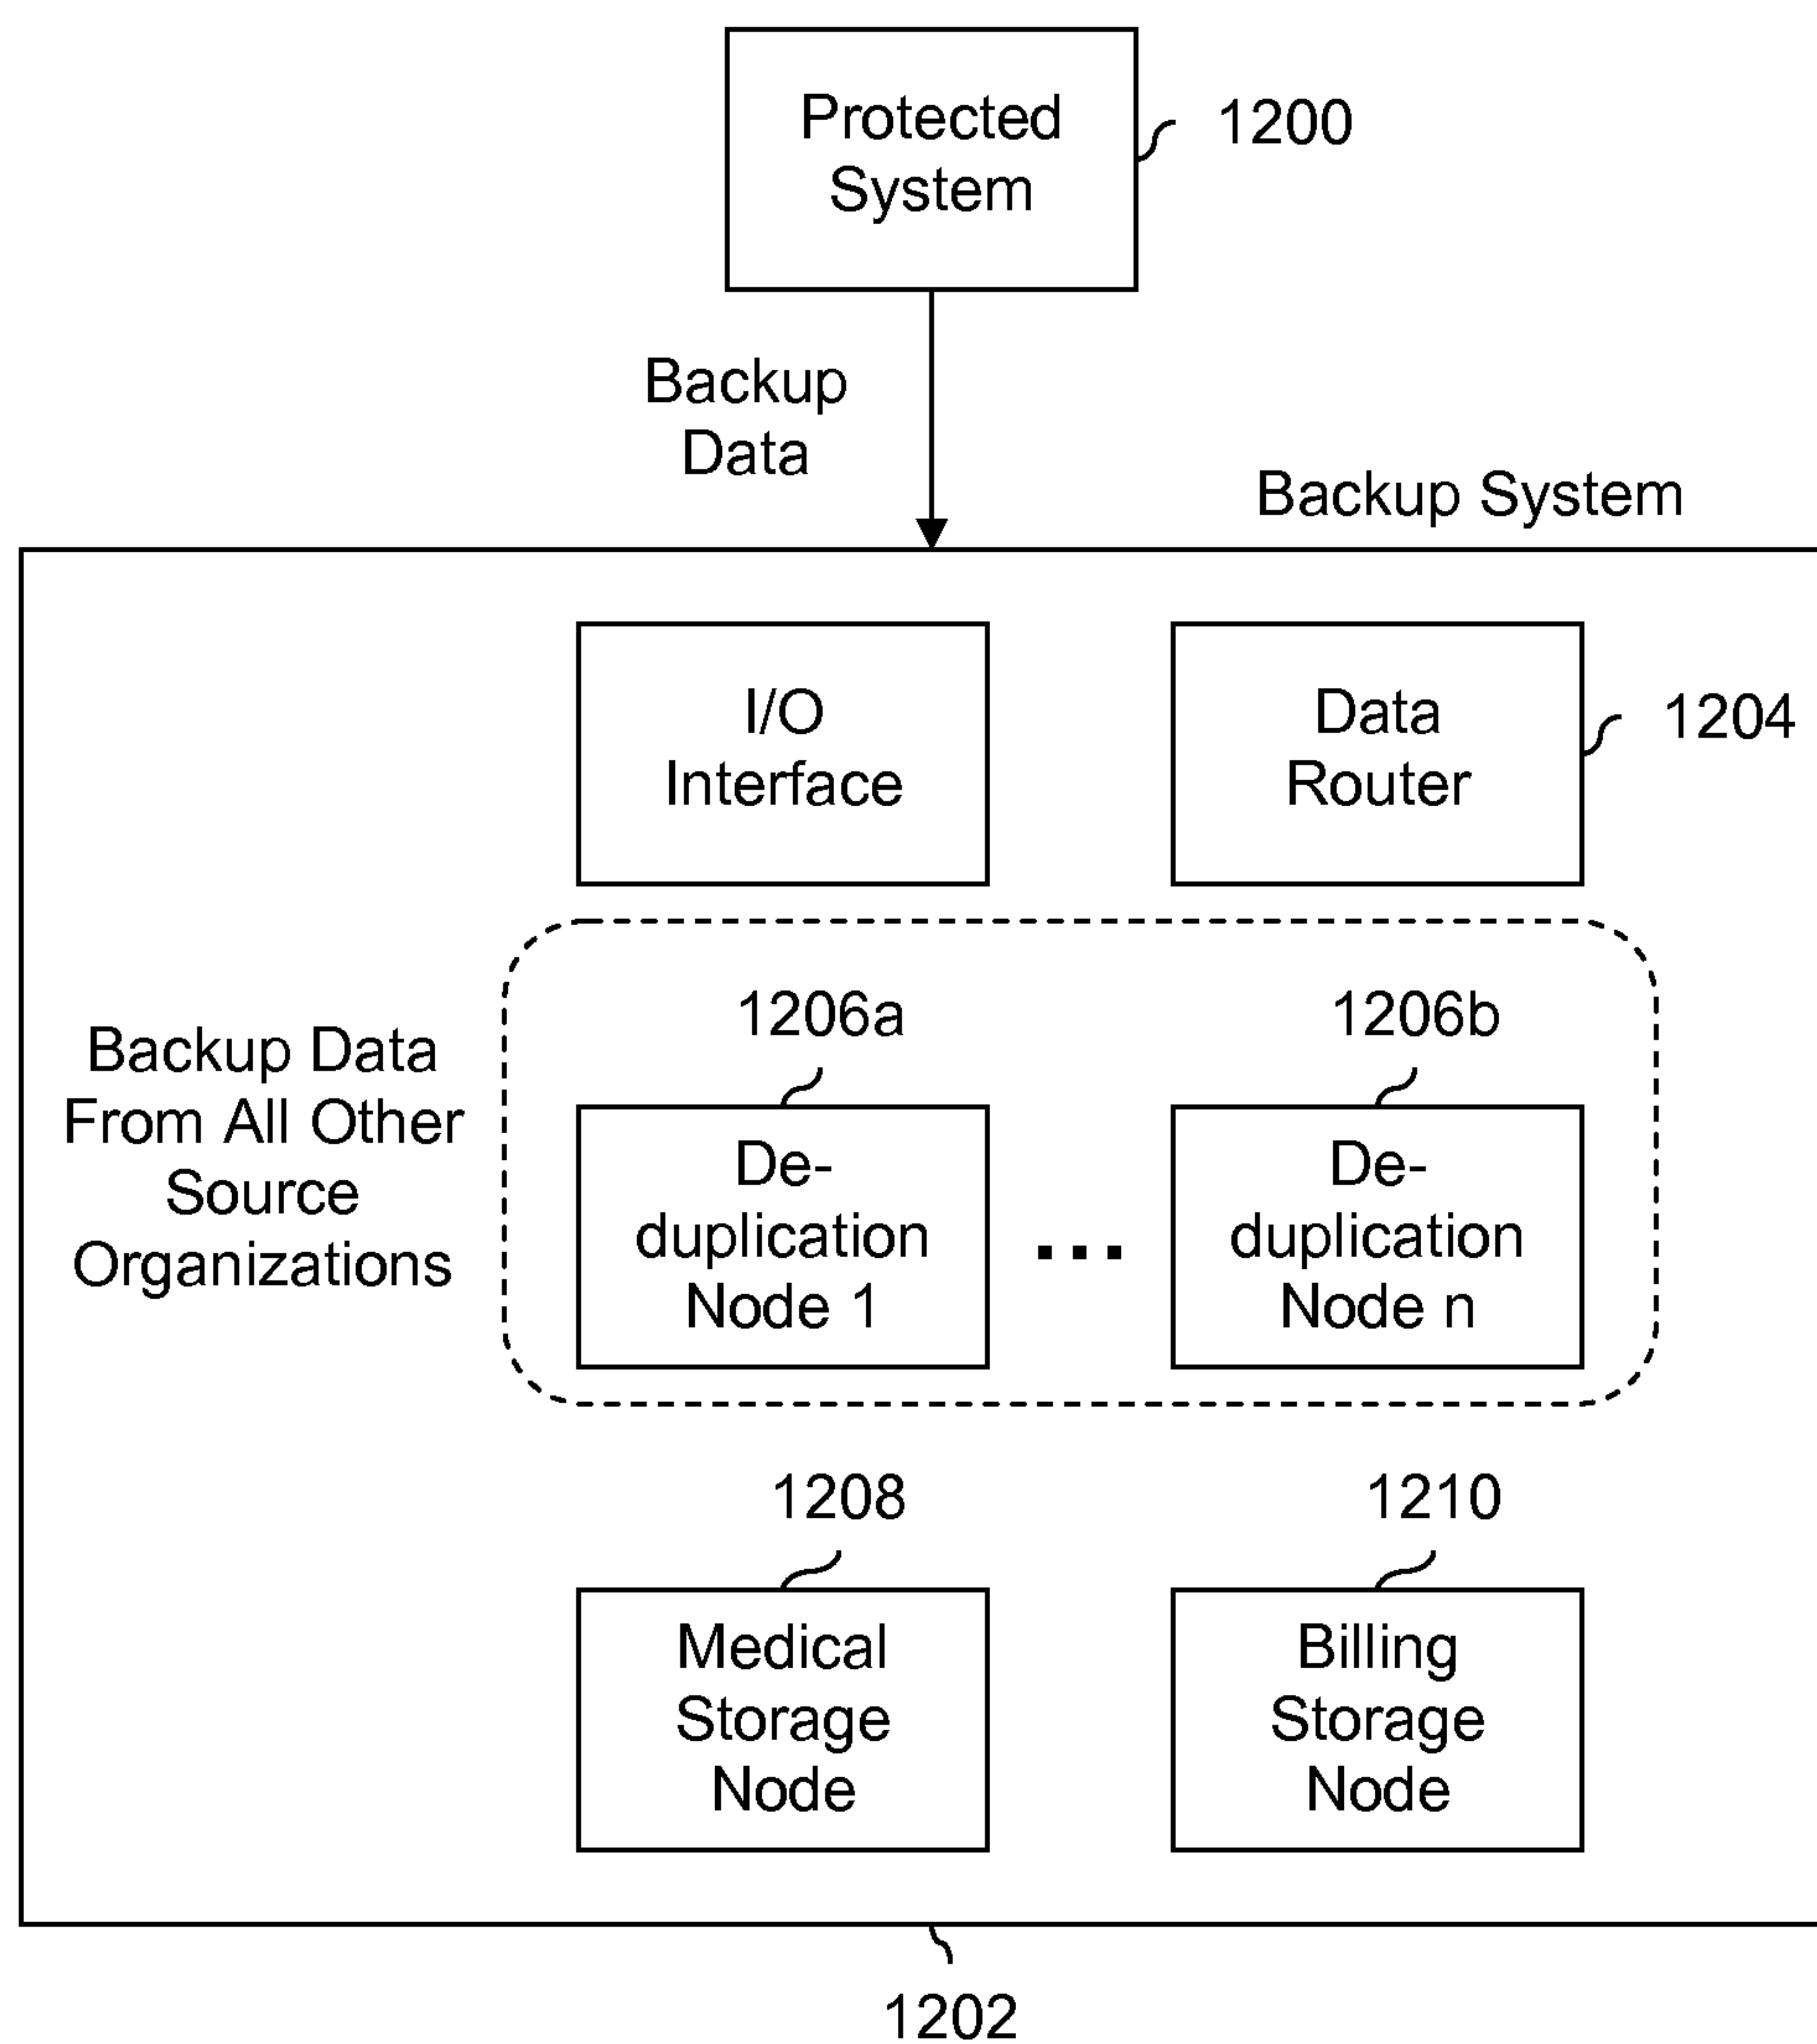 Protected
System
1200
Backup
Data
Backup System
I/O
Interface
Data
Router
1204
Backup Data
From All Other
Source
Organizations
1206a
De-
duplication
Node 1
...
1206b
De-
duplication
Node n
1208
Medical
Storage
Node
1210
Billing
Storage
Node
1202